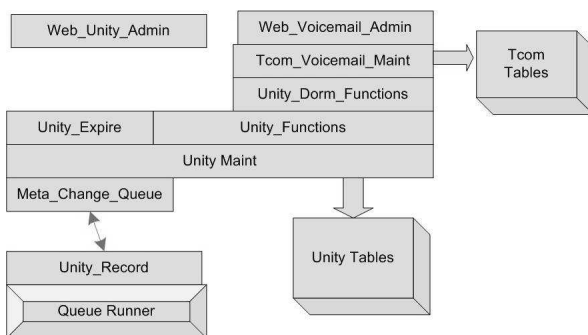 Web_Unity_Admin
Web_Voicemail_Admin
Tcom_Voicemail_Maint
Tcom
Tables
Unity_Dorm_Functions
Unity_Expire
Unity_Functions
Unity Maint
Meta_Change_Queue
Unity_Record
Unity Tables
Queue Runner